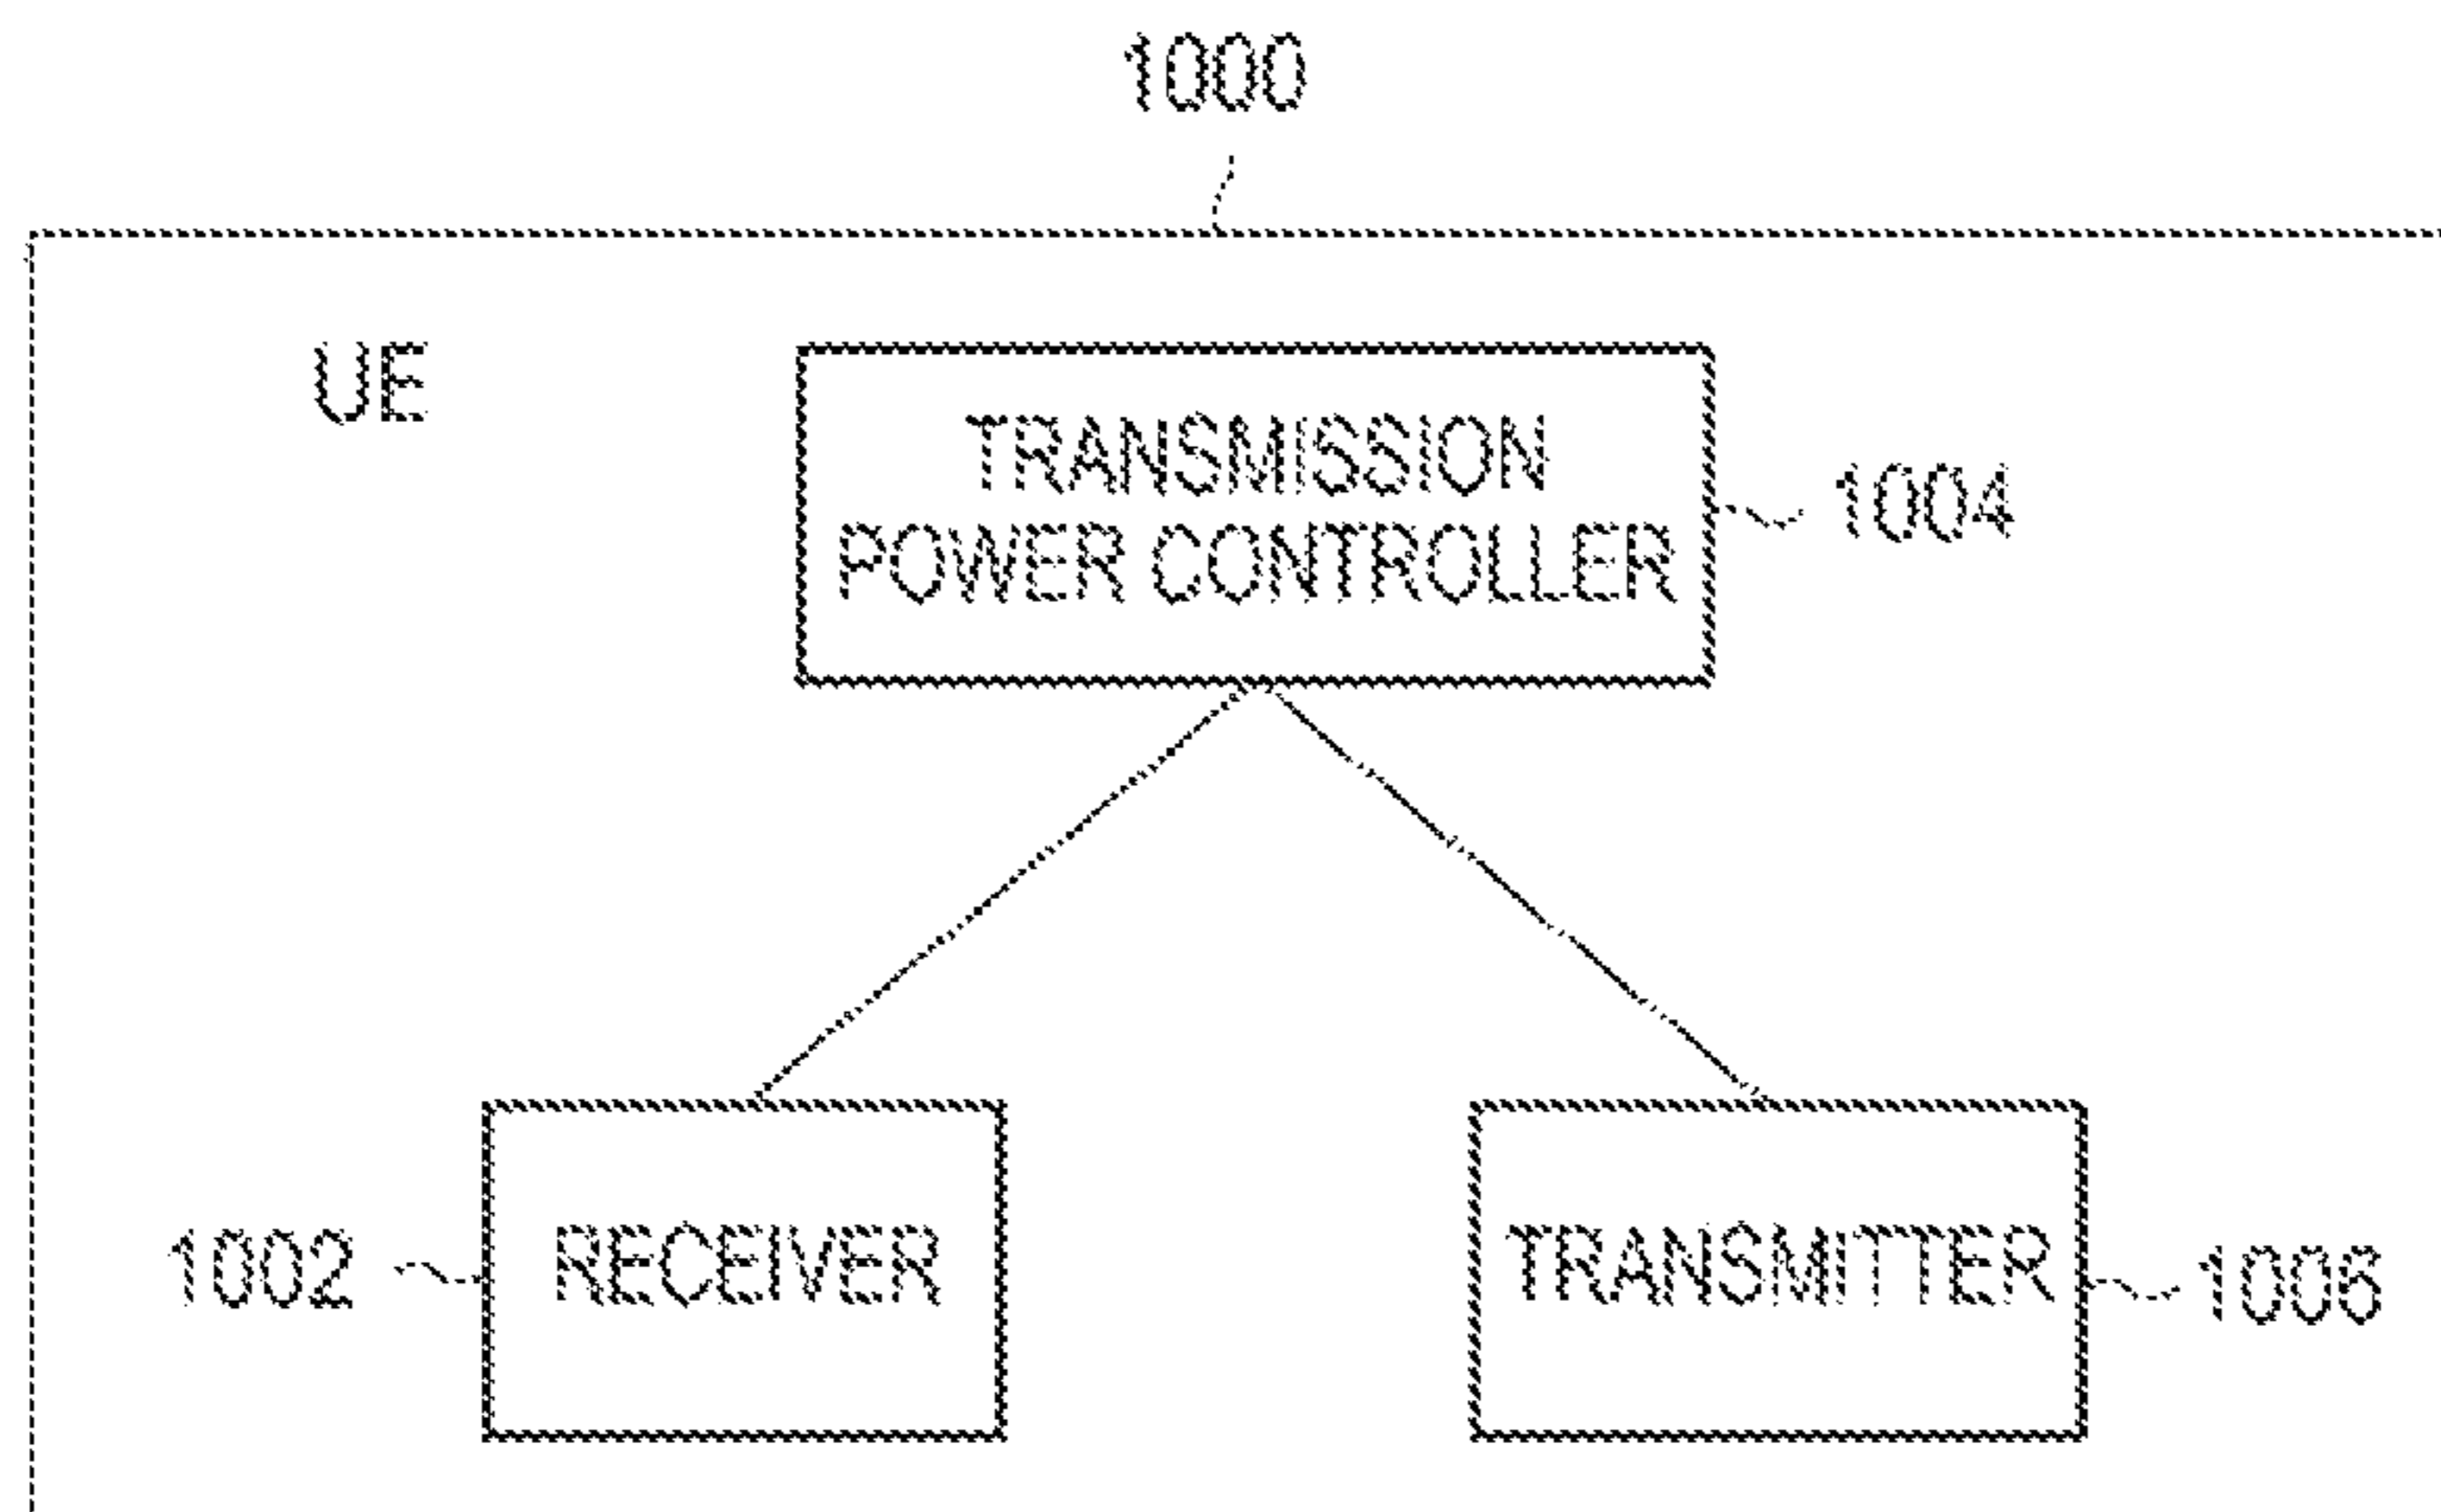 1000
UE
TRANSMISSION
POWER CONTROLLER
1004
1002
RECEIVER
TRANSMITTER
1006